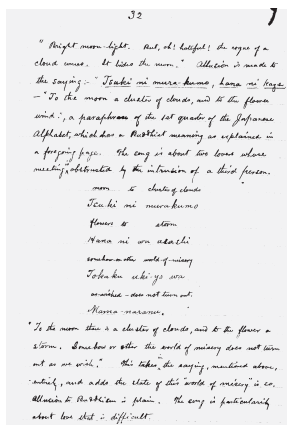 32
"Bright moon-light. But, oh! hateful! the rogue of a
cloud comes. It hides the moon." Allusion is made to
the saying:- "Tsuki ni mura-kumo, hana ni kaze
- "To the moon a cluster of clouds, and to the flower
wind", a paraphrase of the 1st quarter of the Japanese
Alphabet, which has a Buddhist meaning as explained in
a foregoing page. The song is about two lovers whose
meeting is obstructed by the intrusion of a third person.
moon to cluster of clouds
Tsuki ni murakumo
flowers to storm
Hana ni wa arashi
somehow or other world-of-misery
Tokaku uki-yo wa
as-wished - does not turn out.
Mama-naranu.
"To the moon there is a cluster of clouds, and to the flower a
storm. Somehow or other the world of misery does not turn
out as we wish." This takes the saying, mentioned above,
entirely, and adds the state of this "world of misery" is so.
Allusion to Buddhism is plain. The song is particularly
about love that is difficult.